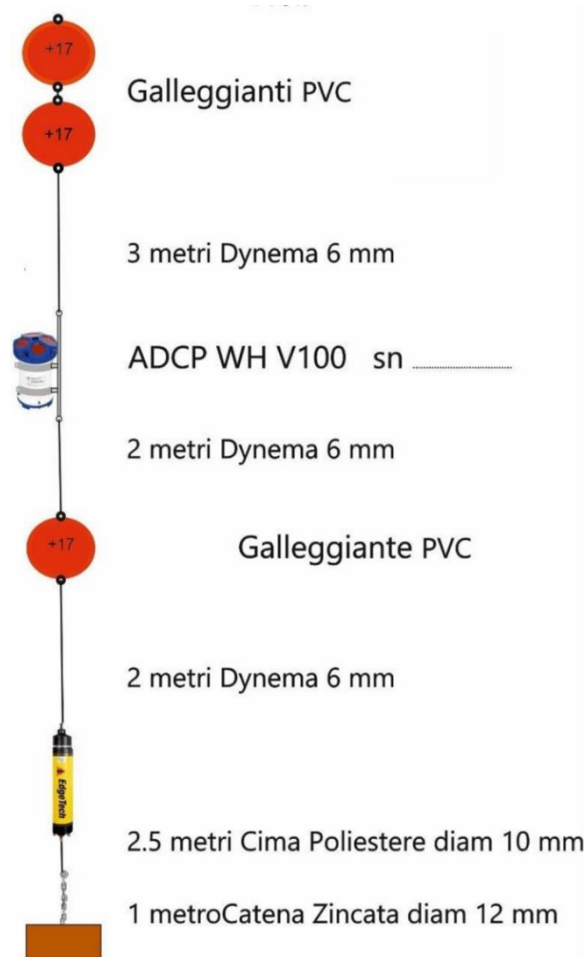 +17
Galleggianti PVC
+17
3 metri Dynema 6 mm
ADCP WH V100 sn ....................
2 metri Dynema 6 mm
+17
Galleggiante PVC
2 metri Dynema 6 mm
EdgeTech
2.5 metri Cima Poliestere diam 10 mm
1 metroCatena Zincata diam 12 mm